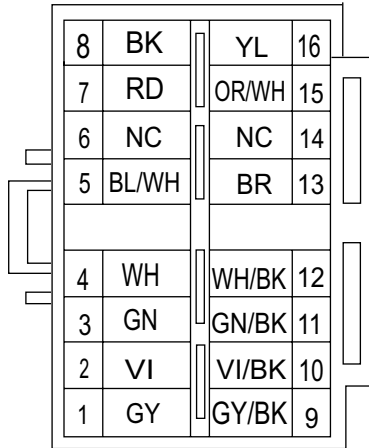 8 BK YL 16
7 RD OR/WH 15
6 NC NC 14
5 BL/WH BR 13
4 WH WH/BK 12
3 GN GN/BK 11
2 VI VI/BK 10
1 GY GY/BK 9